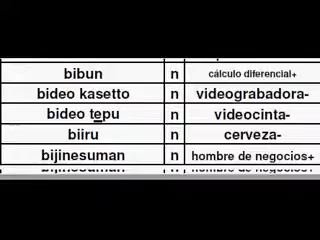 bibun n cálculo diferencial+
bideo kasetto n videograbadora-
bideo tepu n videocinta-
biiru n cerveza-
bijinesuman n hombre de negocios+